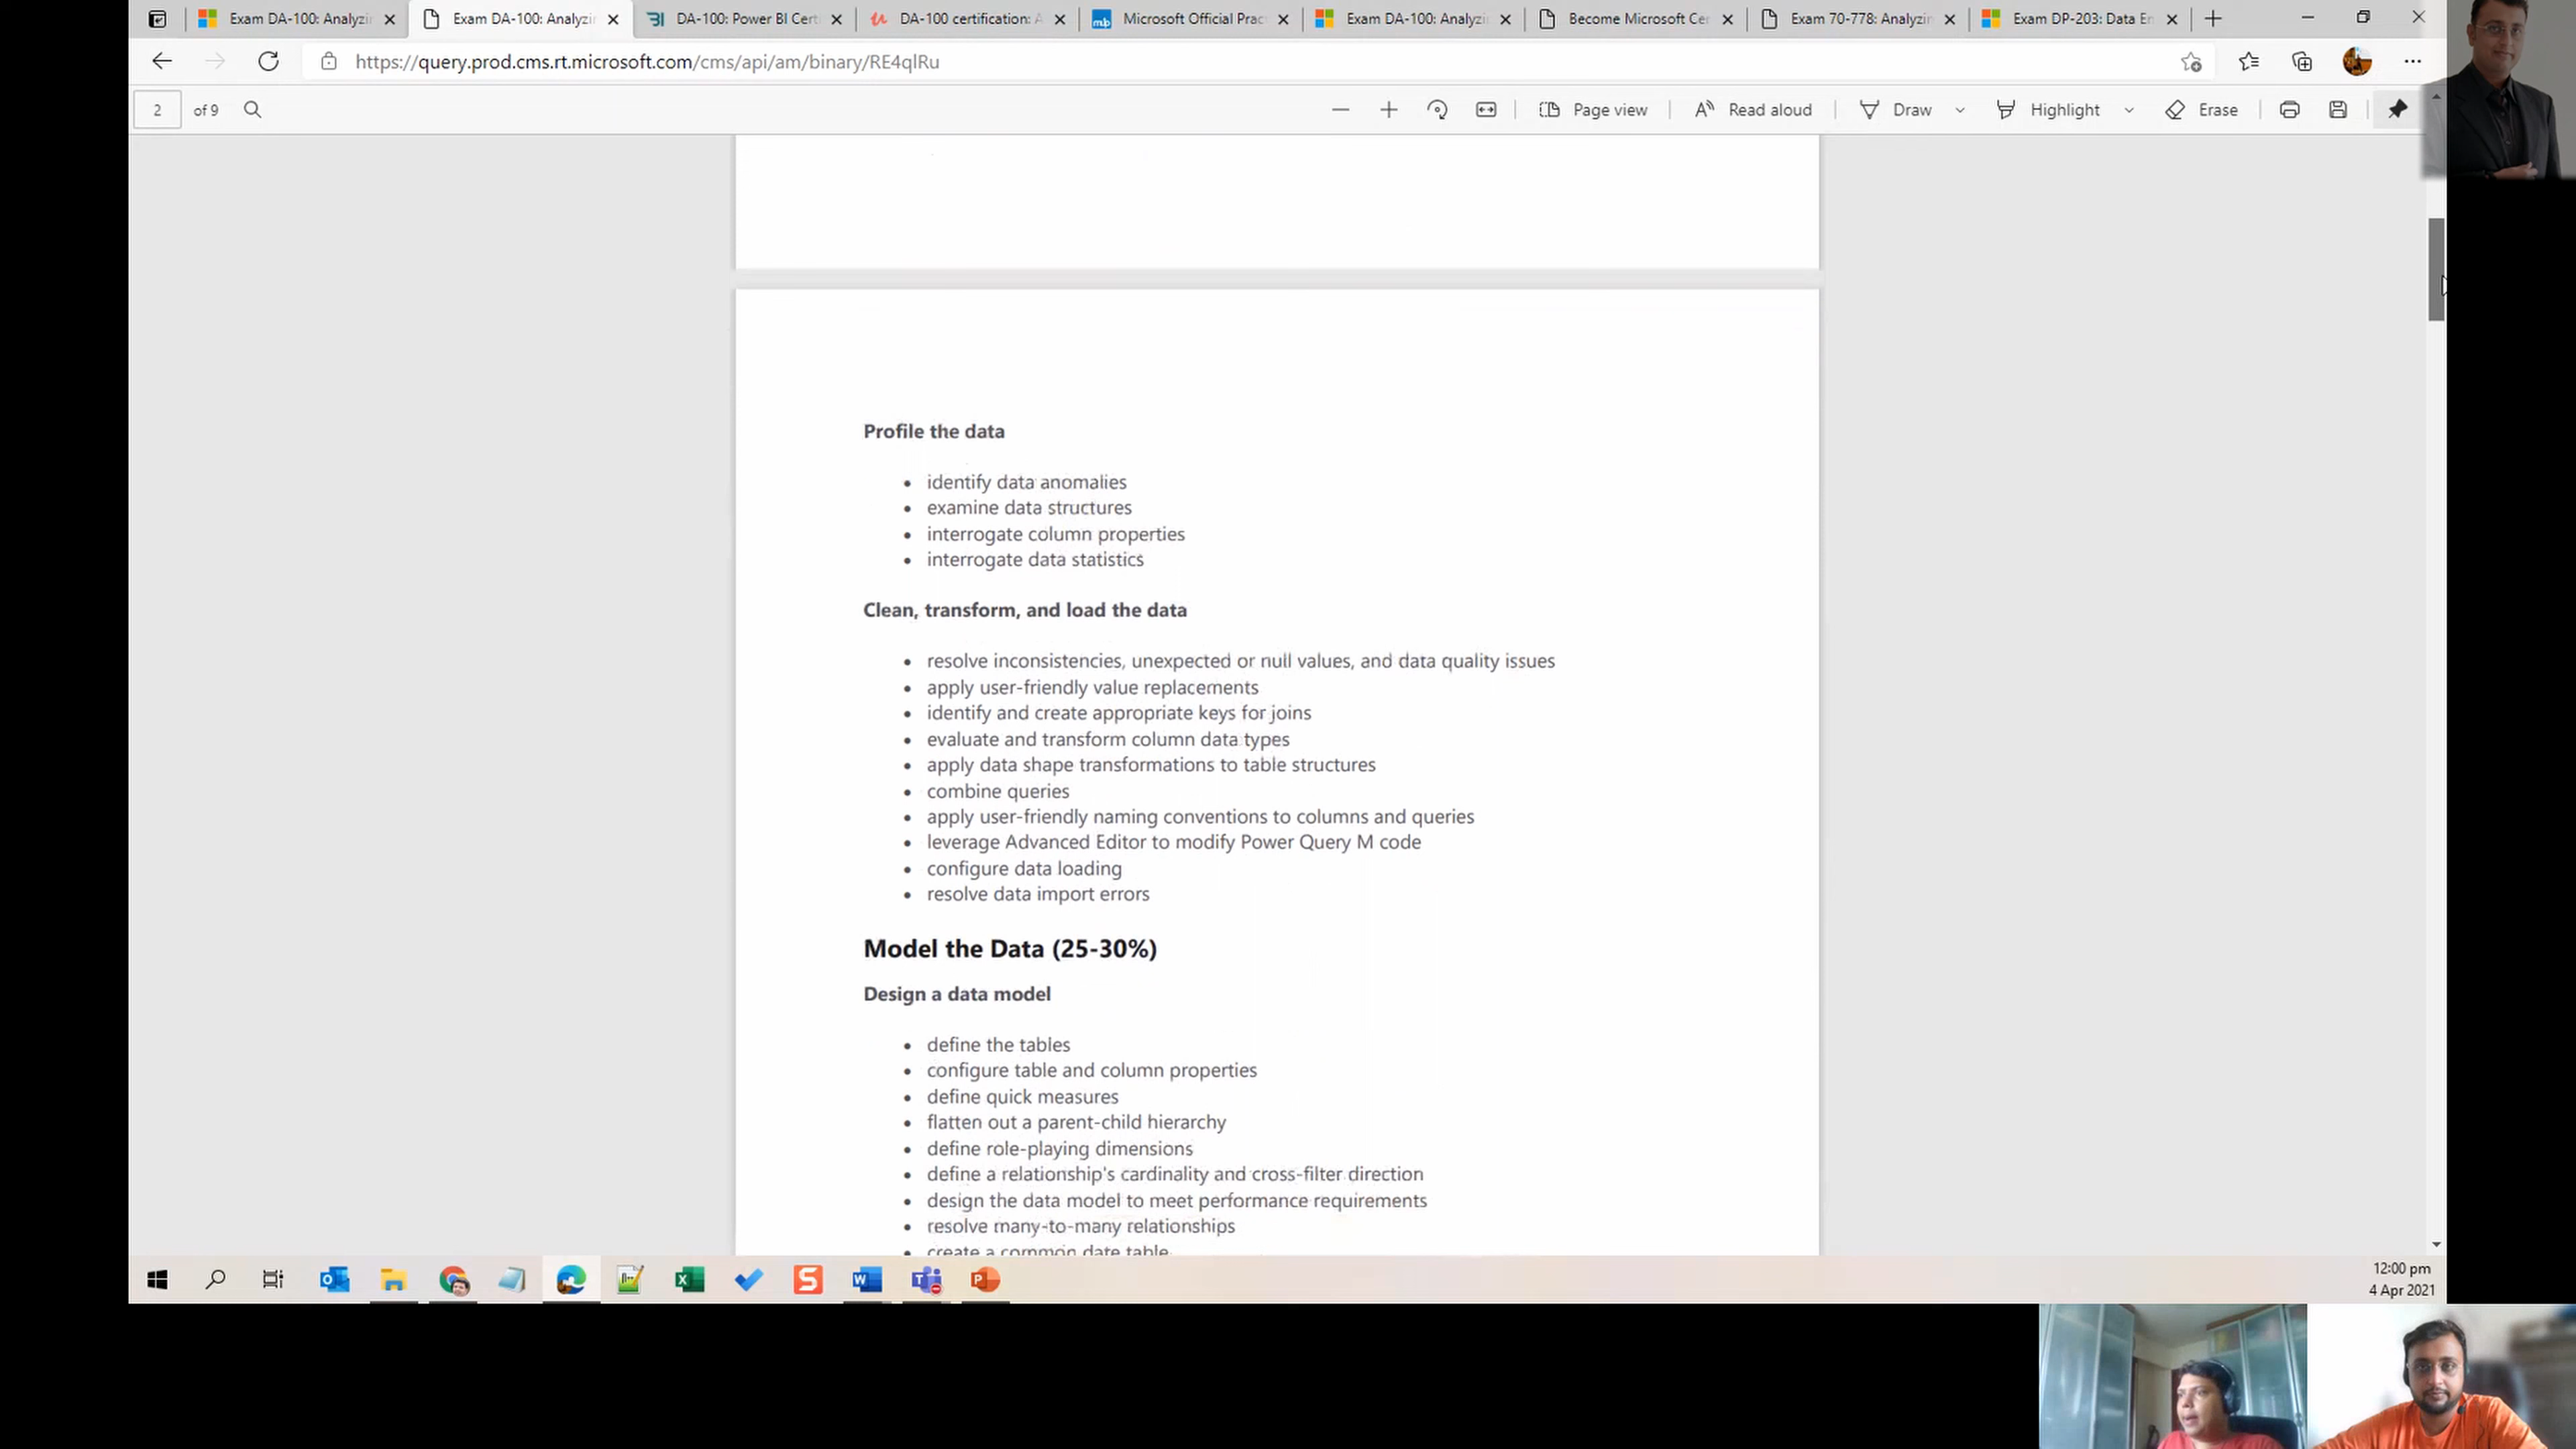 Exam DA-100: Analyzi
Exam DA-100: Analyzi
DA-100: Power BI Cert
DA-100 certification: A
Microsoft Official Prac
Exam DA-100: Analyzi
Become Microsoft Cer
Exam 70-778: Analyzin
Exam DP-203: Data En
https://query.prod.cms.rt.microsoft.com/cms/api/am/binary/RE4qlRu
2 of 9 Page view Read aloud Draw Highlight Erase
Profile the data
• identify data anomalies
• examine data structures
• interrogate column properties
• interrogate data statistics
Clean, transform, and load the data
• resolve inconsistencies, unexpected or null values, and data quality issues
• apply user-friendly value replacements
• identify and create appropriate keys for joins
• evaluate and transform column data types
• apply data shape transformations to table structures
• combine queries
• apply user-friendly naming conventions to columns and queries
• leverage Advanced Editor to modify Power Query M code
• configure data loading
• resolve data import errors
Model the Data (25-30%)
Design a data model
• define the tables
• configure table and column properties
• define quick measures
• flatten out a parent-child hierarchy
• define role-playing dimensions
• define a relationship's cardinality and cross-filter direction
• design the data model to meet performance requirements
• resolve many-to-many relationships
• create a common date table
12:00 pm
4 Apr 2021